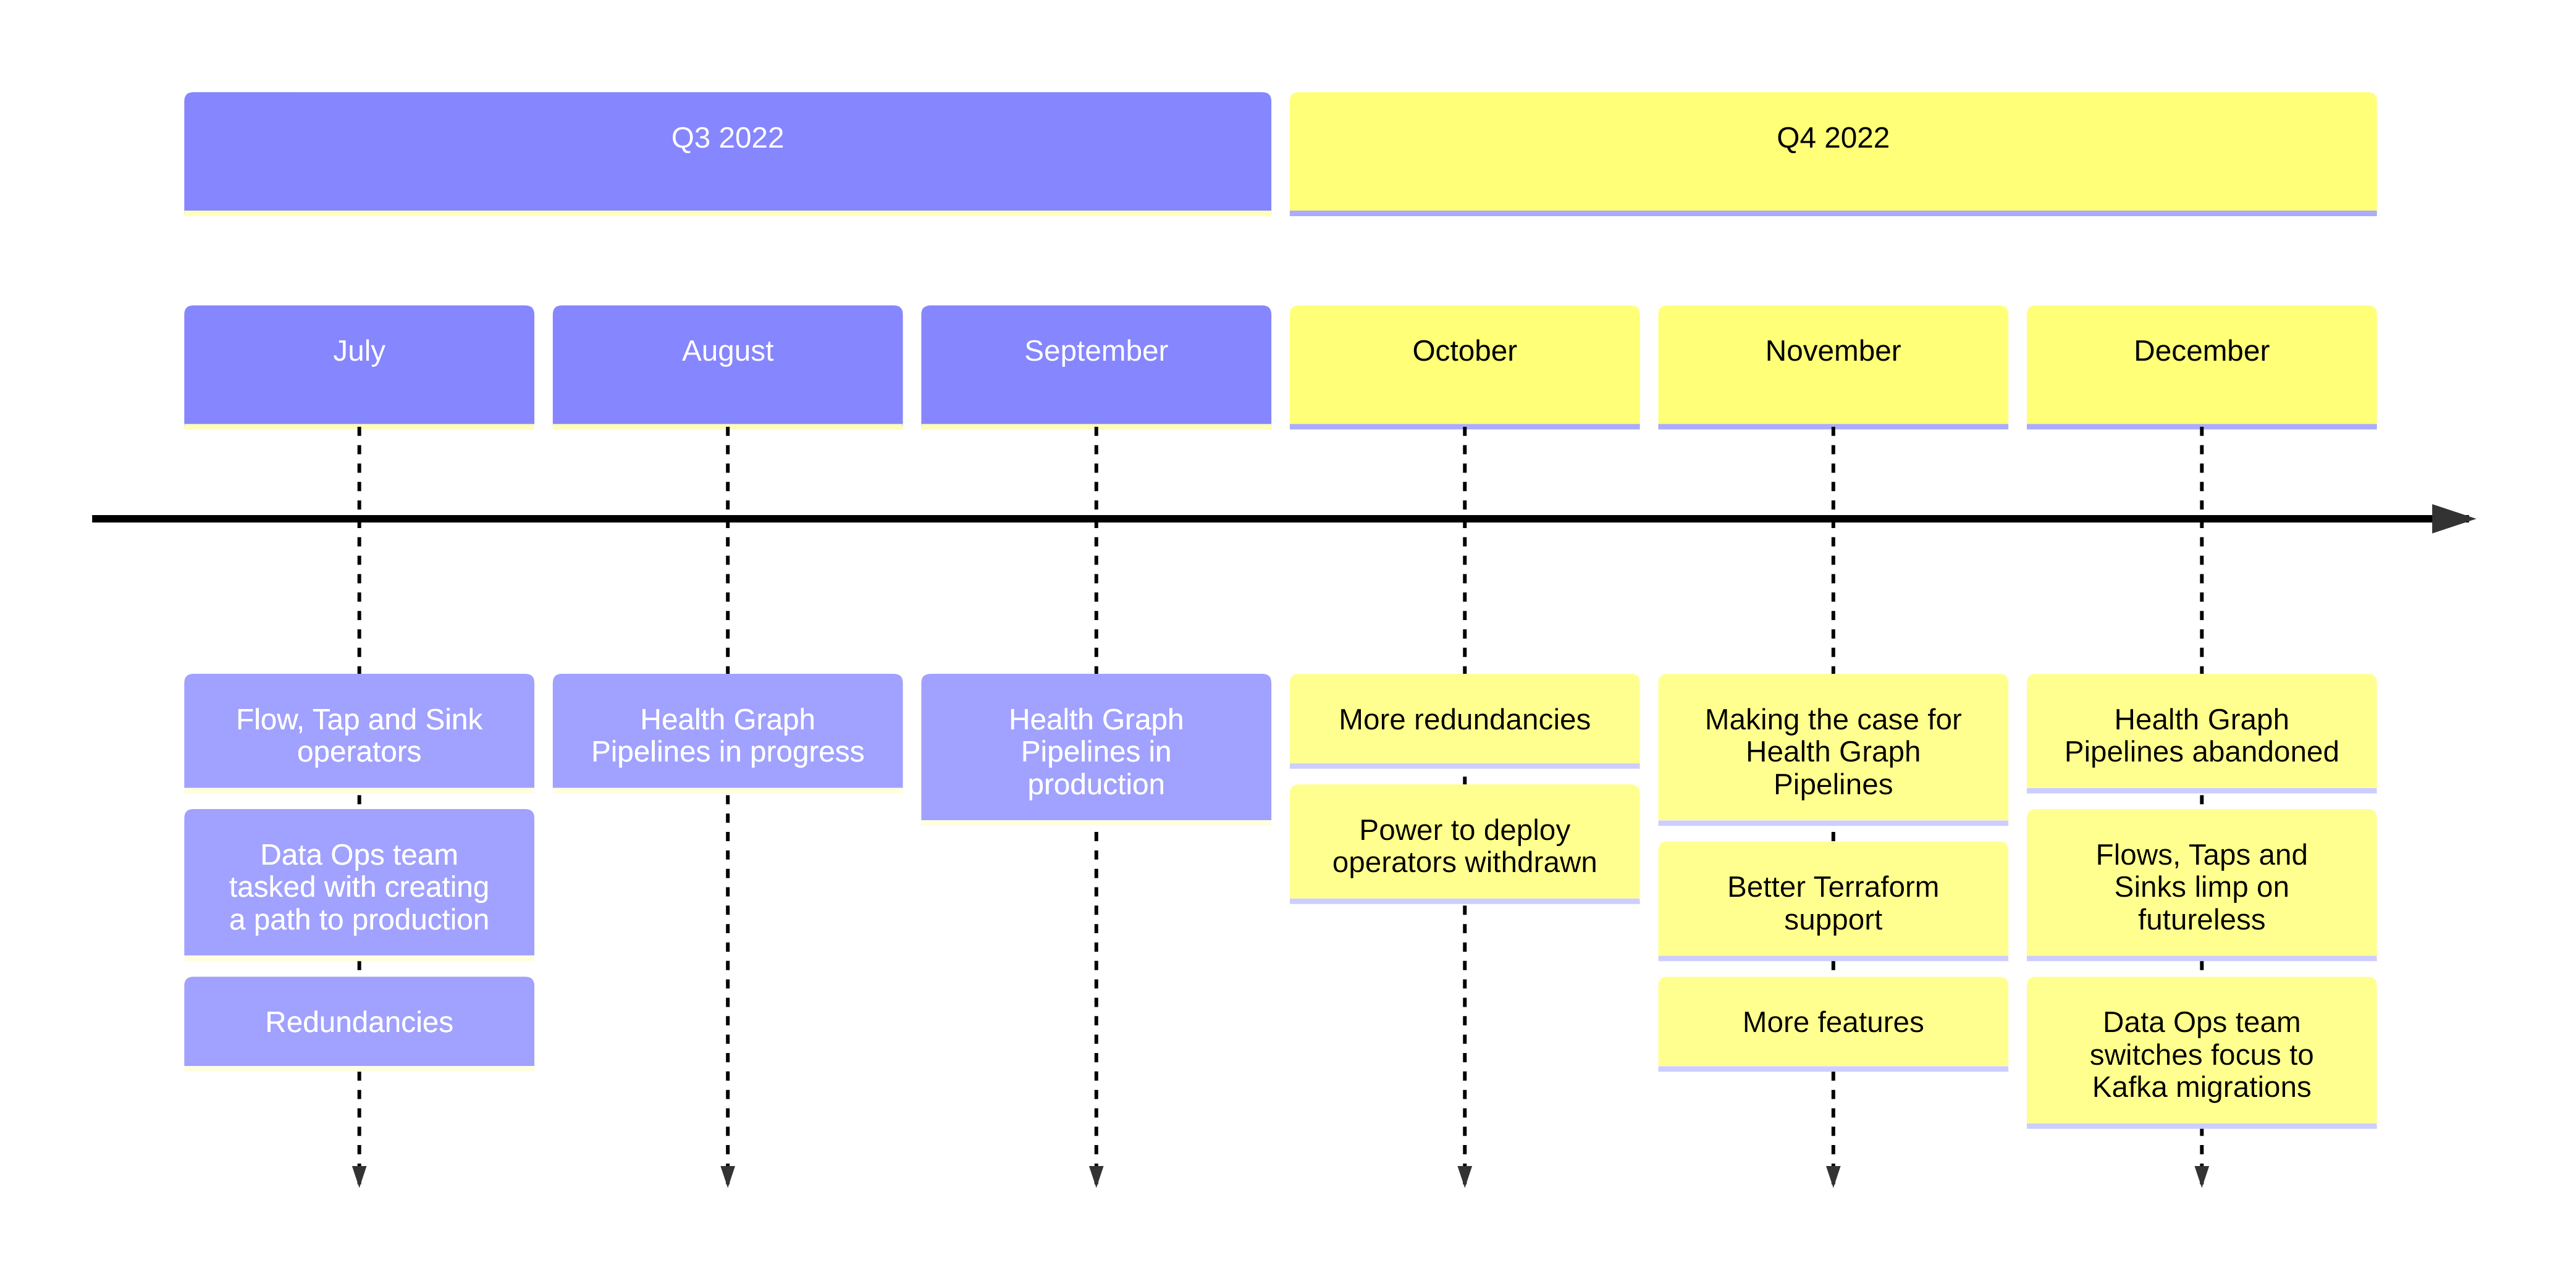 Q3 2022
Q4 2022
July
August
September
October
November
December
Flow, Tap and Sink
operators
Data Ops team
tasked with creating
a path to production
Redundancies
Health Graph
Pipelines in progress
Health Graph
Pipelines in
production
More redundancies
Power to deploy
operators withdrawn
Making the case for
Health Graph
Pipelines
Better Terraform
support
More features
Health Graph
Pipelines abandoned
Flows, Taps and
Sinks limp on
futureless
Data Ops team
switches focus to
Kafka migrations